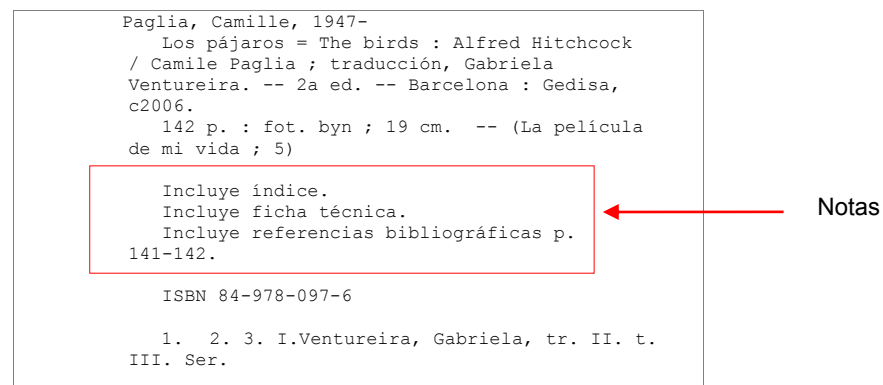 Paglia, Camille, 1947-
Los pájaros = The birds : Alfred Hitchcock
/ Camile Paglia ; traducción, Gabriela
Ventureira. -- 2a ed. -- Barcelona : Gedisa,
c2006.
142 p. : fot. byn ; 19 cm. -- (La película
de mi vida ; 5)
Incluye índice.
Incluye ficha técnica.
Incluye referencias bibliográficas p.
141-142.
Notas
ISBN 84-978-097-6
1. 2. 3. I.Ventureira, Gabriela, tr. II. t.
III. Ser.